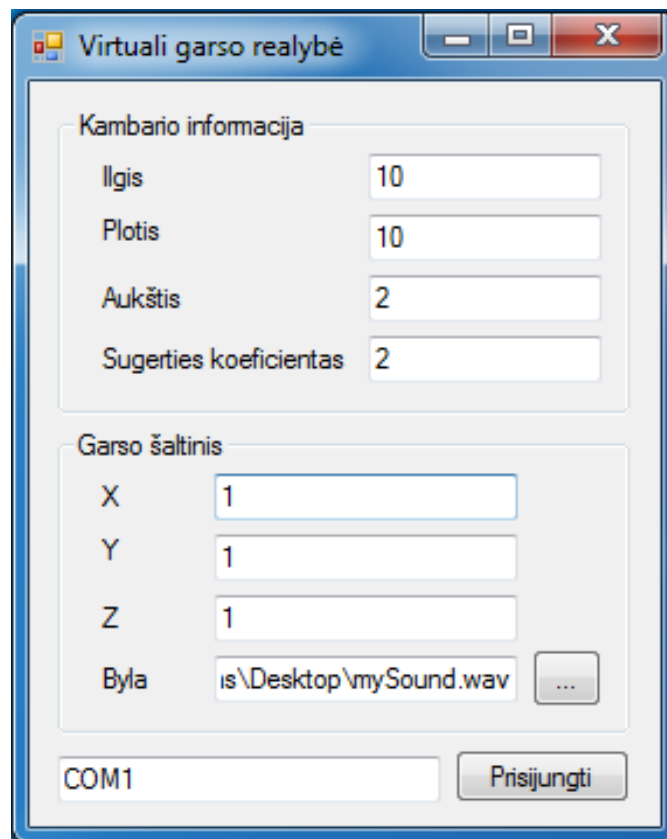 Virtuali garso realybė
Kambario informacija
Ilgis 10
Plotis 10
Aukštis 2
Sugerties koeficientas 2
Garso šaltinis
X 1
Y 1
Z 1
Byla \Desktop\mySound.wav ...
COM1 Prisijungti